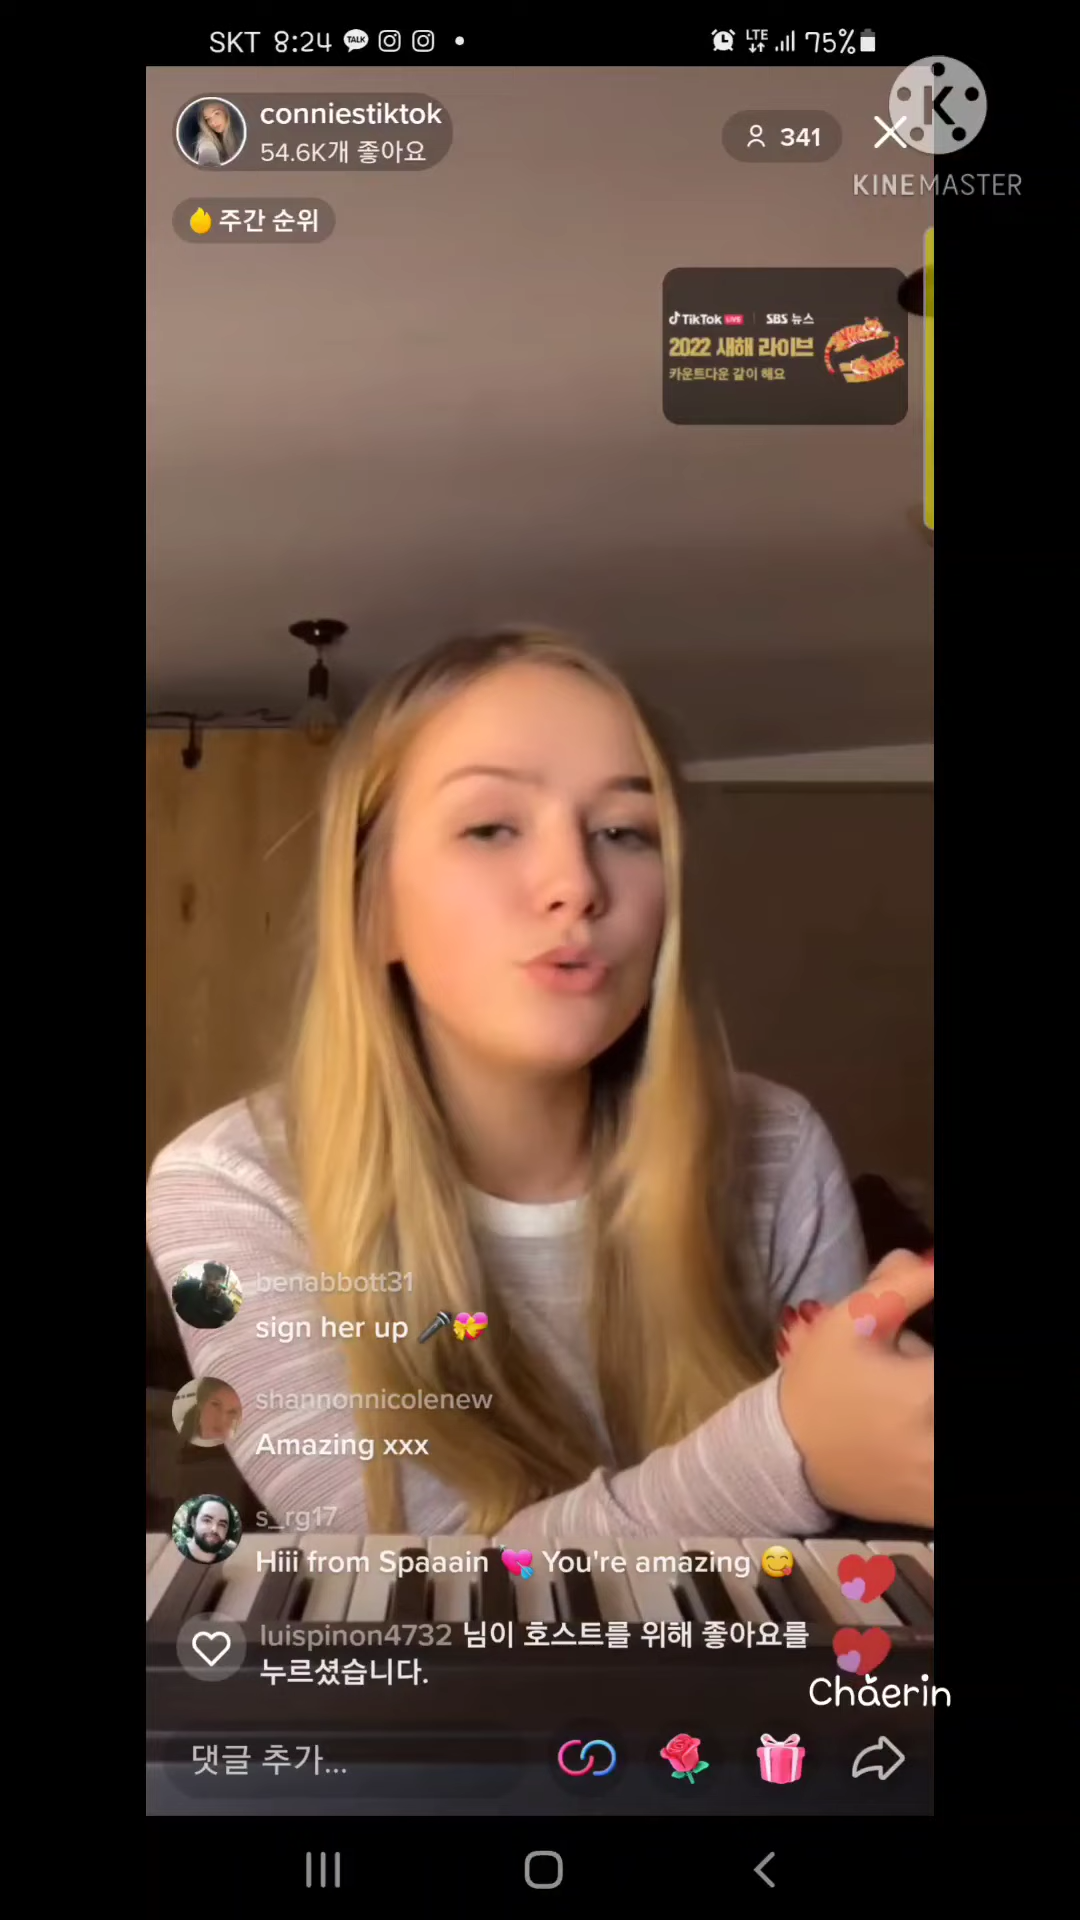 SKT 8:24 TALK
LTE 75%
conniestiktok
54.6K개 좋아요
341
K
KINEMASTER
주간 순위
TikTok LIVE | SBS 뉴스
2022 새해 라이브
카운트다운 같이 해요
benabbott31
sign her up 🎤💝
shannonnicolenew
Amazing xxx
s_rg17
Hiii from Spaaain 💘 You're amazing 😋
luispinon4732 님이 호스트를 위해 좋아요를
누르셨습니다.
Chaerin
댓글 추가...